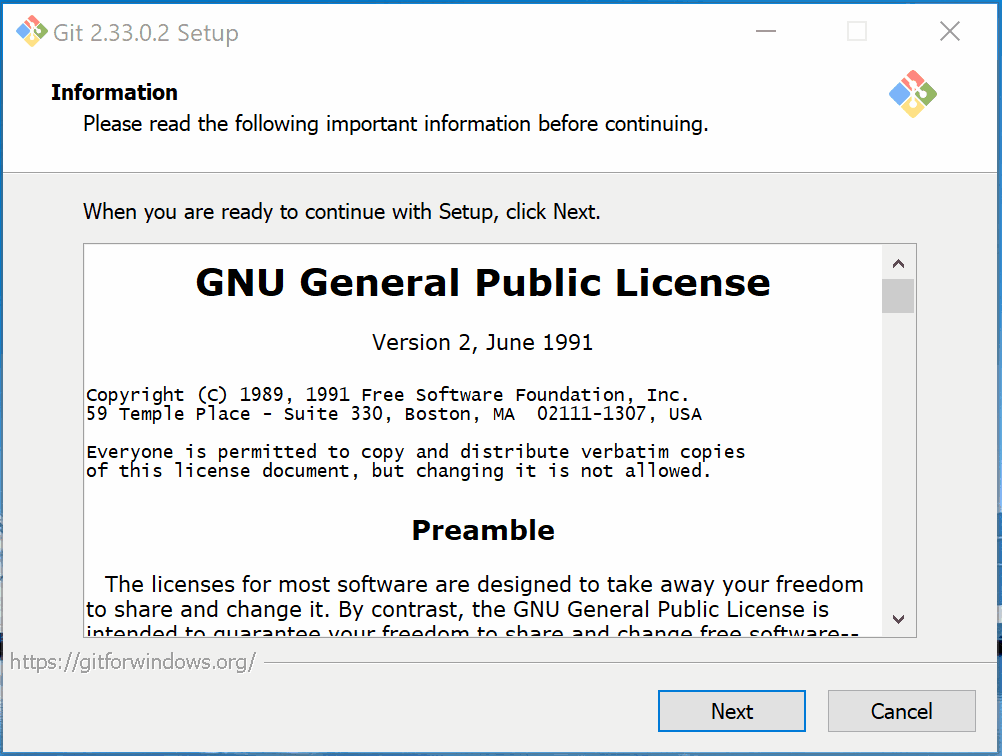 Git 2.33.0.2 Setup
Information
Please read the following important information before continuing.
When you are ready to continue with Setup, click Next.
GNU General Public License
Version 2, June 1991
Copyright (C) 1989, 1991 Free Software Foundation, Inc.
59 Temple Place - Suite 330, Boston, MA  02111-1307, USA
Everyone is permitted to copy and distribute verbatim copies
of this license document, but changing it is not allowed.
Preamble
The licenses for most software are designed to take away your freedom
to share and change it. By contrast, the GNU General Public License is
intended to guarantee your freedom to share and change free software--
https://gitforwindows.org/
Next
Cancel